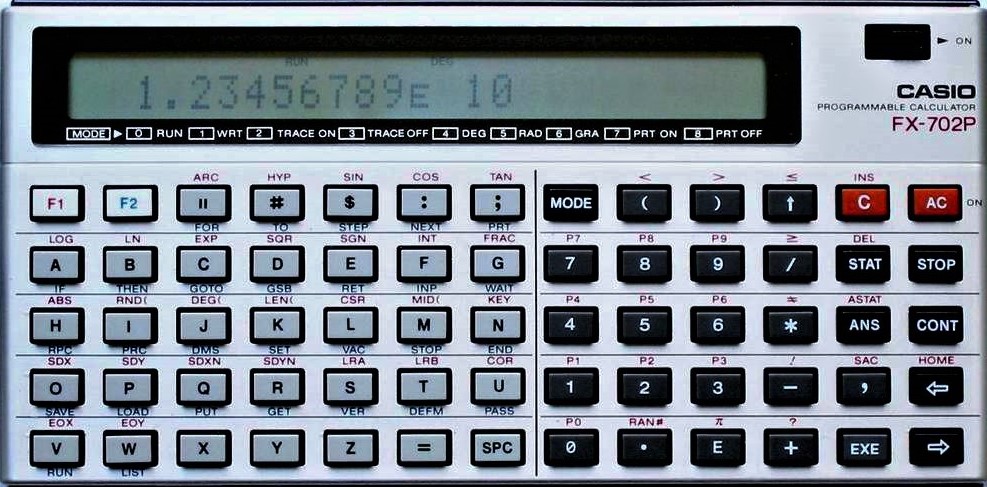 RUN DEG
1.23456789E 10
ON
CASIO
PROGRAMMABLE CALCULATOR
FX-702P
MODE ▶ 0 RUN 1 WRT 2 TRACE ON 3 TRACE OFF 4 DEG 5 RAD 6 GRA 7 PRT ON 8 PRT OFF
ARC HYP SIN COS TAN < > ≤ INS
F1 F2 " # $ : ; MODE ( ) ↑ C AC ON
FOR TO STEP NEXT PRT
LOG LN EXP SQR SGN INT FRAC P7 P8 P9 ≥ DEL
A B C D E F G 7 8 9 / STAT STOP
IF THEN GOTO GSB RET INP WAIT
ABS RND( DEG( LEN( CSR MID( KEY P4 P5 P6 ≠ ASTAT
H I J K L M N 4 5 6 * ANS CONT
RPC PRC DMS SET VAC STOP END
SDX SDY SDXN SDYN LRA LRB COR P1 P2 P3 ! SAC HOME
O P Q R S T U 1 2 3 − , ⇦
SAVE LOAD PUT GET VER DEFM PASS
EOX EOY P0 RAN# π ?
V W X Y Z = SPC 0 . E + EXE ⇨
RUN LIST